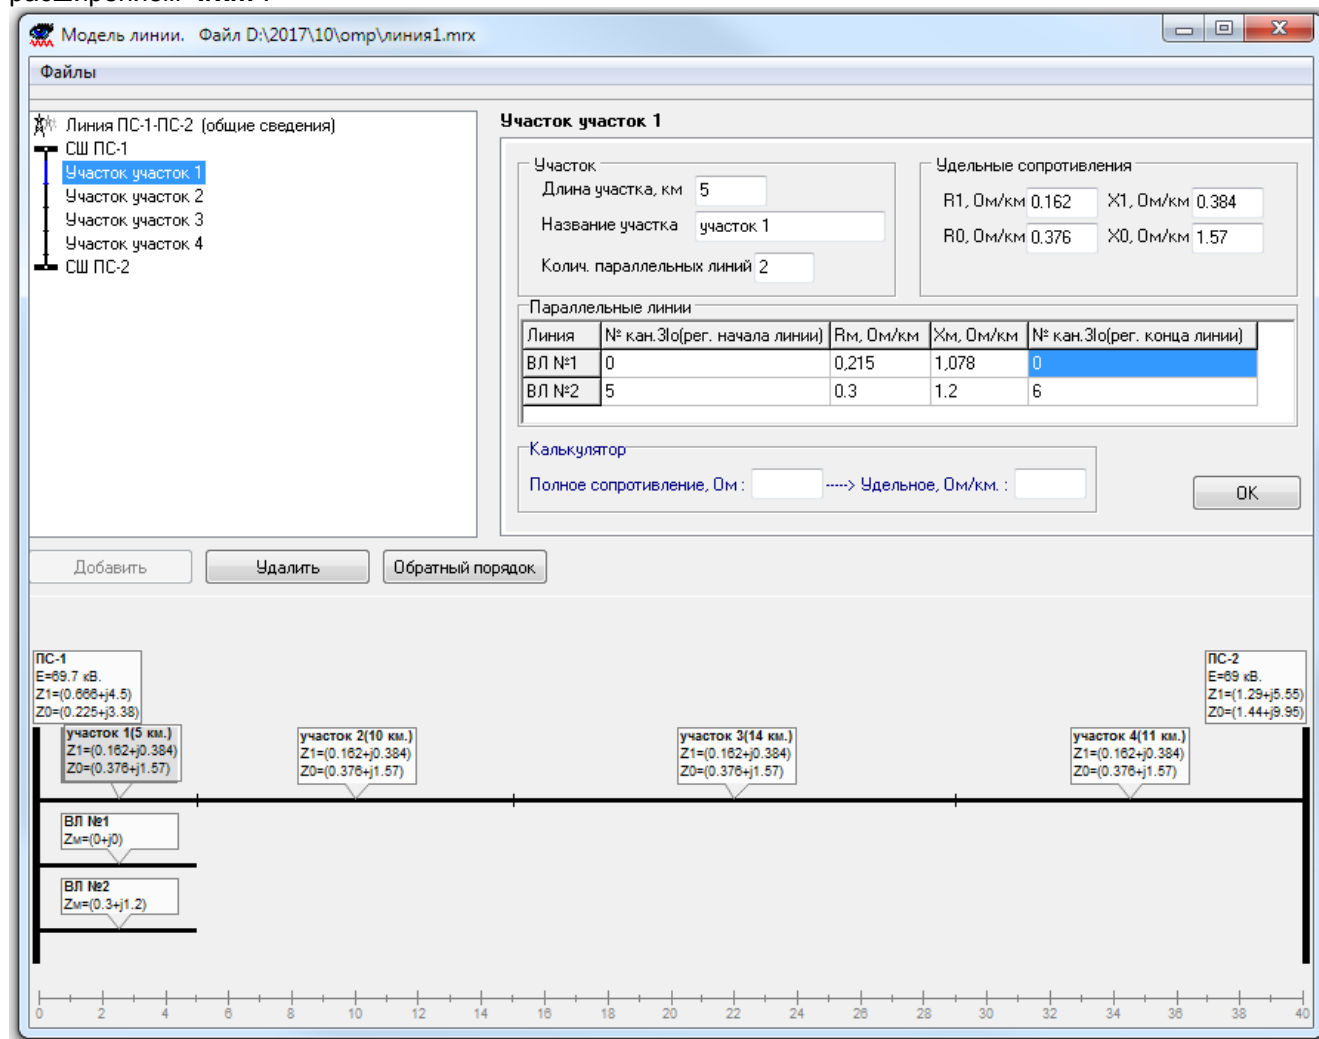 Модель линии. Файл D:\2017\10\omp\линия1.mrx
Файлы
Линия ПС-1-ПС-2 (общие сведения)
СШ ПС-1
Участок участок 1
Участок участок 2
Участок участок 3
Участок участок 4
СШ ПС-2
Участок участок 1
Участок
Длина участка, км 5
Название участка участок 1
Колич. параллельных линий 2
Удельные сопротивления
R1, Ом/км 0.162 X1, Ом/км 0.384
R0, Ом/км 0.376 X0, Ом/км 1.57
Параллельные линии
Линия № кан.3Io(рег. начала линии) Rм, Ом/км Xм, Ом/км № кан.3Io(рег. конца линии)
ВЛ №1 0 0,215 1,078 0
ВЛ №2 5 0.3 1.2 6
Калькулятор
Полное сопротивление, Ом : ----> Удельное, Ом/км. :
OK
Добавить Удалить Обратный порядок
ПС-1
E=69.7 кВ.
Z1=(0.666+j4.5)
Z0=(0.225+j3.38)
ПС-2
E=69 кВ.
Z1=(1.29+j5.55)
Z0=(1.44+j9.95)
участок 1(5 км.)
Z1=(0.162+j0.384)
Z0=(0.376+j1.57)
участок 2(10 км.)
Z1=(0.162+j0.384)
Z0=(0.376+j1.57)
участок 3(14 км.)
Z1=(0.162+j0.384)
Z0=(0.376+j1.57)
участок 4(11 км.)
Z1=(0.162+j0.384)
Z0=(0.376+j1.57)
ВЛ №1
Zм=(0+j0)
ВЛ №2
Zм=(0.3+j1.2)
0 2 4 6 8 10 12 14 16 18 20 22 24 26 28 30 32 34 36 38 40